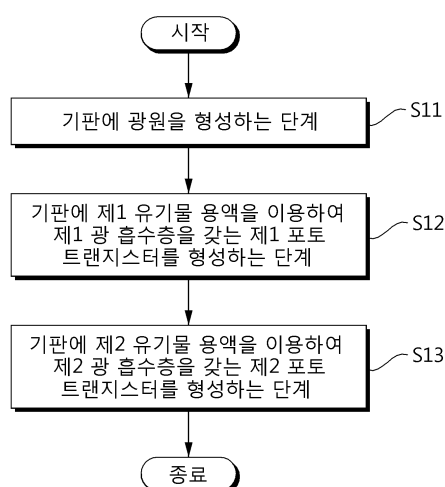 시작
기판에 광원을 형성하는 단계
S11
기판에 제1 유기물 용액을 이용하여
제1 광 흡수층을 갖는 제1 포토
트랜지스터를 형성하는 단계
S12
기판에 제2 유기물 용액을 이용하여
제2 광 흡수층을 갖는 제2 포토
트랜지스터를 형성하는 단계
S13
종료